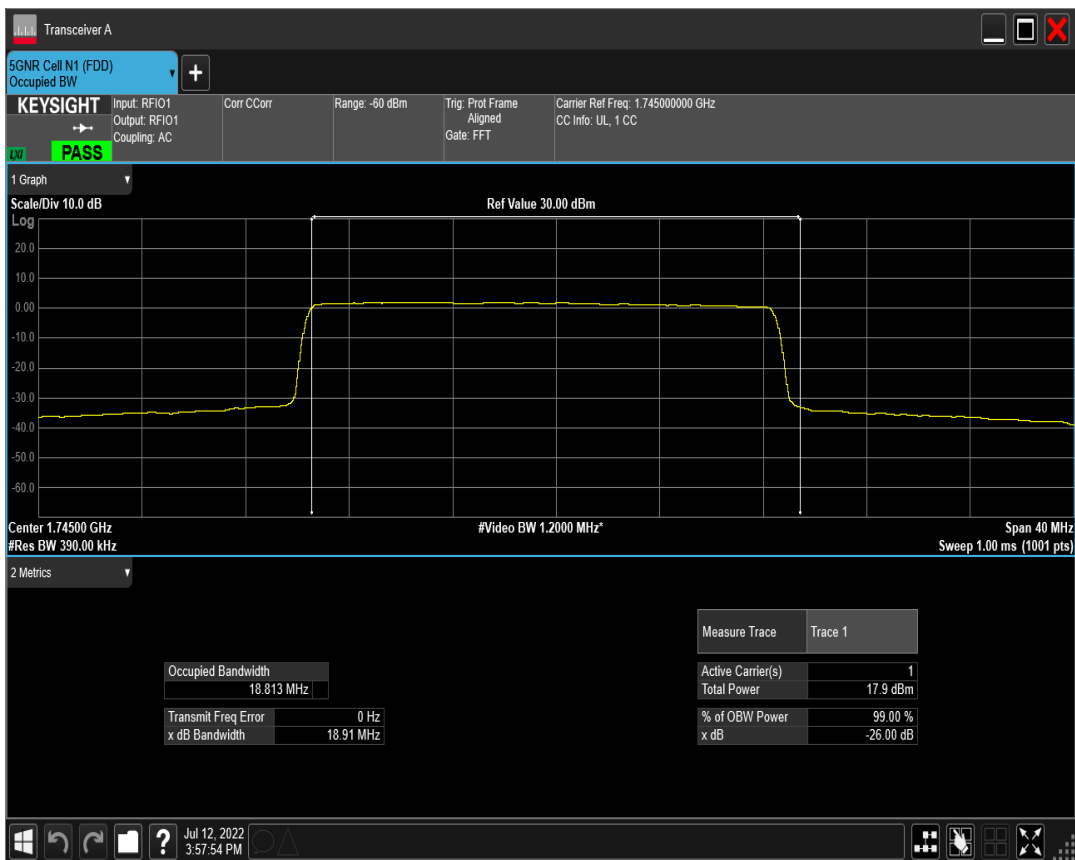 Transceiver A
5GNR Cell N1 (FDD)
Occupied BW
+
KEYSIGHT
LXI
PASS
Input: RFIO1
Output: RFIO1
Coupling: AC
Corr CCorr
Range: -60 dBm
Trig: Prot Frame
Aligned
Gate: FFT
Carrier Ref Freq: 1.745000000 GHz
CC Info: UL, 1 CC
1 Graph
Scale/Div 10.0 dB
Ref Value 30.00 dBm
Log
20.0
10.0
0.00
-10.0
-20.0
-30.0
-40.0
-50.0
-60.0
Center 1.74500 GHz
#Video BW 1.2000 MHz*
Span 40 MHz
#Res BW 390.00 kHz
Sweep 1.00 ms (1001 pts)
2 Metrics
Measure Trace Trace 1
Occupied Bandwidth
18.813 MHz
Active Carrier(s) 1
Total Power 17.9 dBm
Transmit Freq Error 0 Hz
x dB Bandwidth 18.91 MHz
% of OBW Power 99.00 %
x dB -26.00 dB
?
Jul 12, 2022
3:57:54 PM